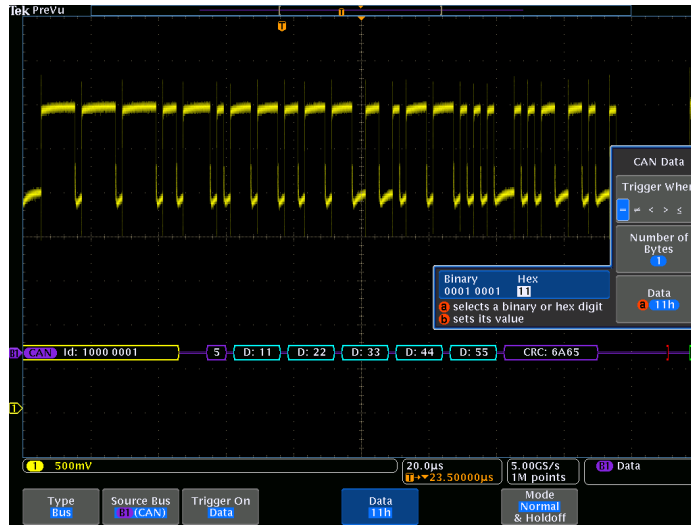 Tek PreVu
T
T
CAN Data
Trigger When
= ≠ < > ≤
Number of
Bytes
1
Data
a 11h
Binary Hex
0001 0001 11
a selects a binary or hex digit
b sets its value
B1 CAN Id: 1000 0001 5 D: 11 D: 22 D: 33 D: 44 D: 55 CRC: 6A65
1
1 500mV
20.0µs
T→▼23.50000µs
5.00GS/s
1M points
B1 Data
Type
Bus
Source Bus
B1 (CAN)
Trigger On
Data
Data
11h
Mode
Normal
& Holdoff